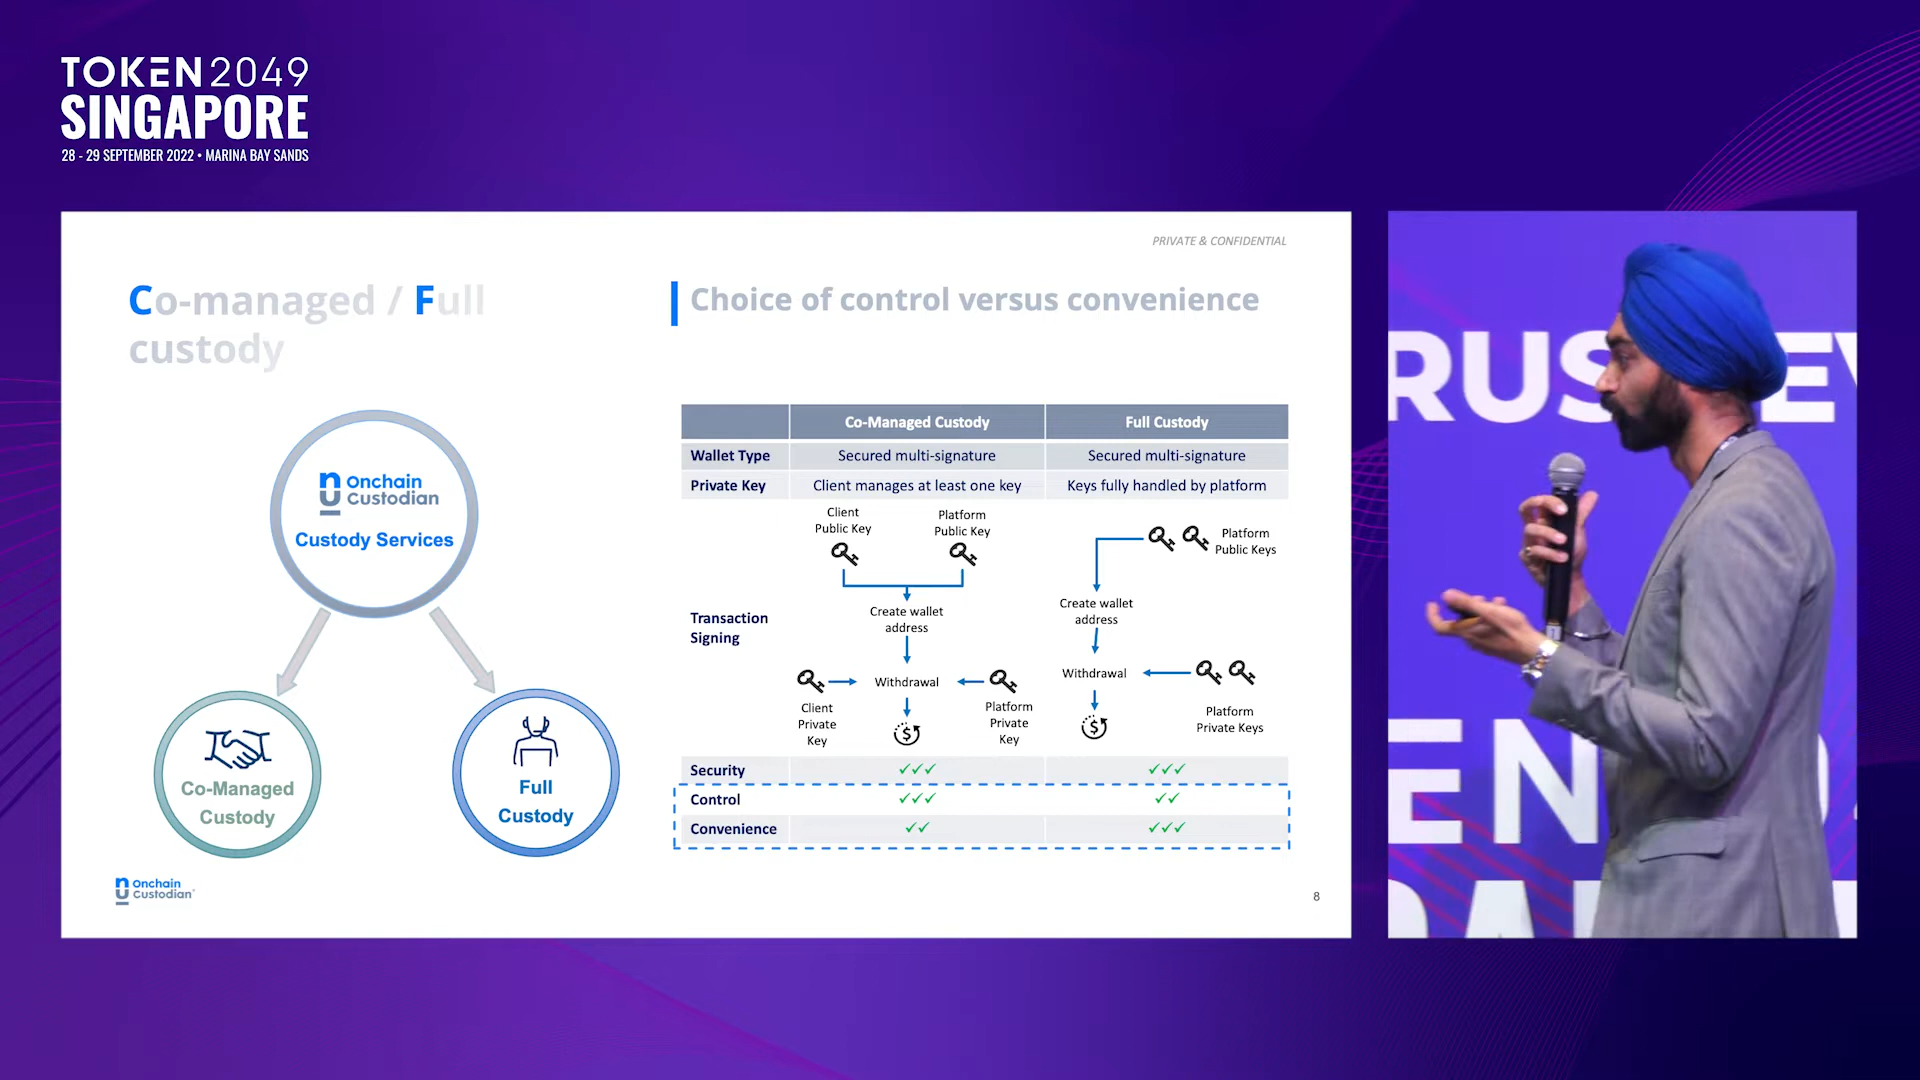 TOKEN2049
SINGAPORE
28 - 29 SEPTEMBER 2022 • MARINA BAY SANDS
PRIVATE & CONFIDENTIAL
Co-managed / Full
custody
Choice of control versus convenience
Onchain
Custodian
Custody Services
Co-Managed
Custody
Full
Custody
Co-Managed Custody
Full Custody
Wallet Type
Secured multi-signature
Secured multi-signature
Private Key
Client manages at least one key
Keys fully handled by platform
Transaction
Signing
Client
Public Key
Platform
Public Key
Create wallet
address
Withdrawal
Client
Private
Key
Platform
Private
Key
$
Platform
Public Keys
Create wallet
address
Withdrawal
Platform
Private Keys
$
Security
✓✓✓
✓✓✓
Control
✓✓✓
✓✓
Convenience
✓✓
✓✓✓
Onchain
Custodian
8
RUS
EN